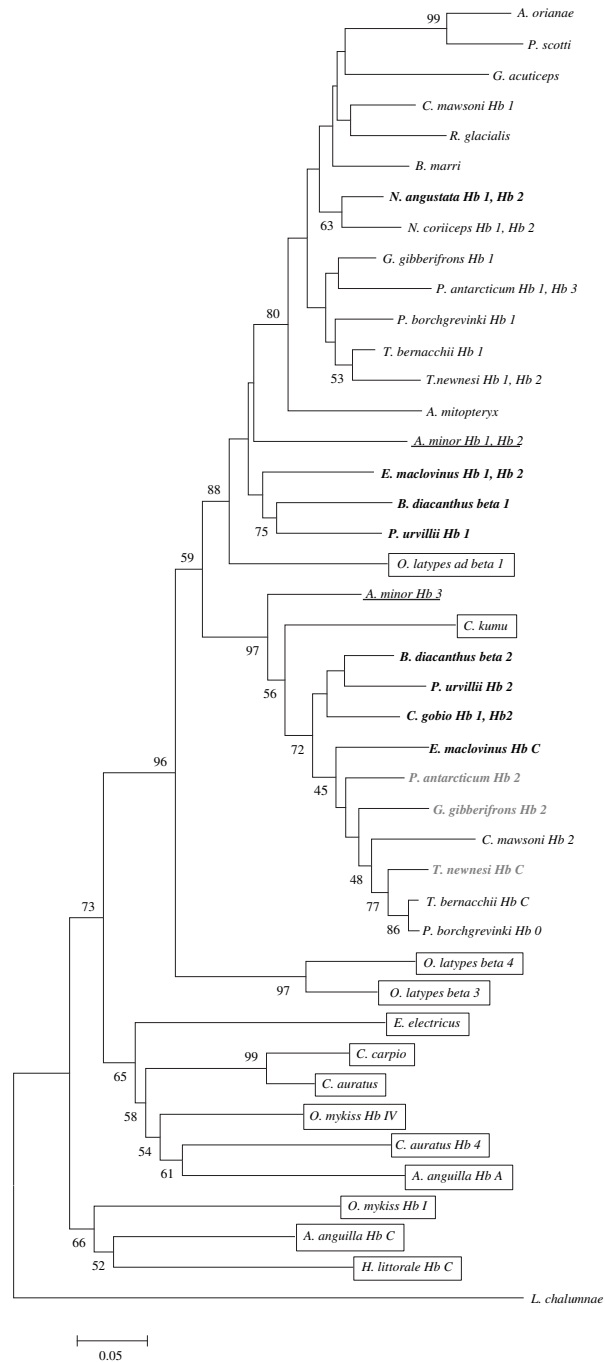 99
A. orianae
P. scotti
G. acuticeps
C. mawsoni Hb 1
R. glacialis
B. marri
N. angustata Hb 1, Hb 2
63
N. coriiceps Hb 1, Hb 2
G. gibberifrons Hb 1
P. antarcticum Hb 1, Hb 3
80
P. borchgrevinki Hb 1
T. bernacchii Hb 1
53
T.newnesi Hb 1, Hb 2
A. mitopteryx
A. minor Hb 1, Hb 2
E. maclovinus Hb 1, Hb 2
88
B. diacanthus beta 1
75
P. urvillii Hb 1
59
O. latypes ad beta 1
A. minor Hb 3
97
C. kumu
B. diacanthus beta 2
56
P. urvillii Hb 2
C. gobio Hb 1, Hb2
72
E. maclovinus Hb C
96
45
P. antarcticum Hb 2
G. gibberifrons Hb 2
C. mawsoni Hb 2
48
T. newnesi Hb C
77
T. bernacchii Hb C
73
86
P. borchgrevinki Hb 0
O. latypes beta 4
97
O. latypes beta 3
E. electricus
99
C. carpio
65
C. auratus
58
O. mykiss Hb IV
54
C. auratus Hb 4
61
A. anguilla Hb A
O. mykiss Hb I
66
A. anguilla Hb C
52
H. littorale Hb C
L. chalumnae
0.05